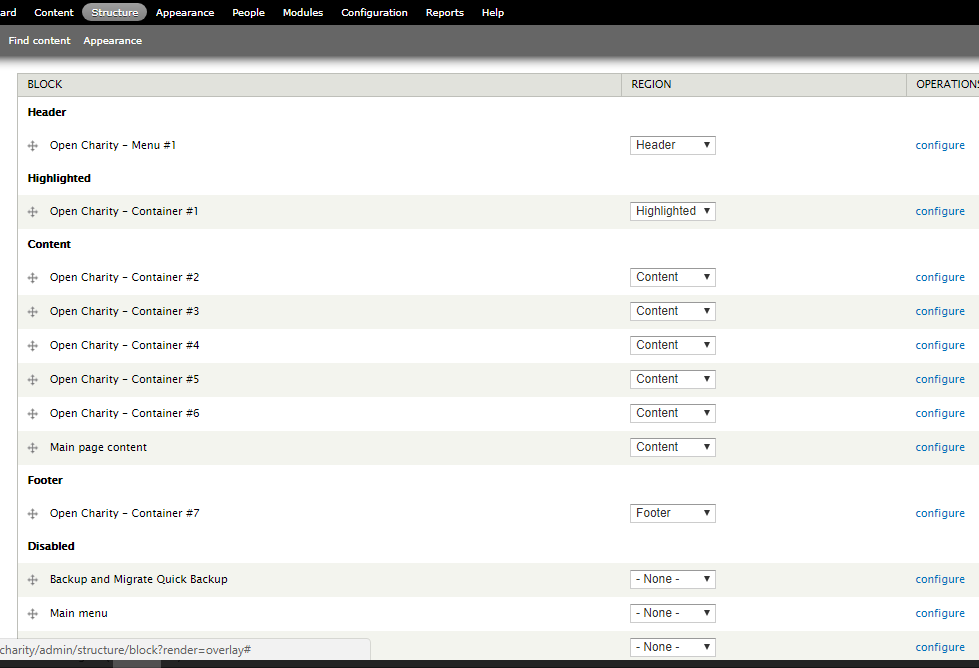 ard Content Structure Appearance People Modules Configuration Reports Help
Find content Appearance
BLOCK REGION OPERATIONS
Header
Open Charity - Menu #1 Header configure
Highlighted
Open Charity - Container #1 Highlighted configure
Content
Open Charity - Container #2 Content configure
Open Charity - Container #3 Content configure
Open Charity - Container #4 Content configure
Open Charity - Container #5 Content configure
Open Charity - Container #6 Content configure
Main page content Content configure
Footer
Open Charity - Container #7 Footer configure
Disabled
Backup and Migrate Quick Backup - None - configure
Main menu - None - configure
- None - configure
charity/admin/structure/block?render=overlay#